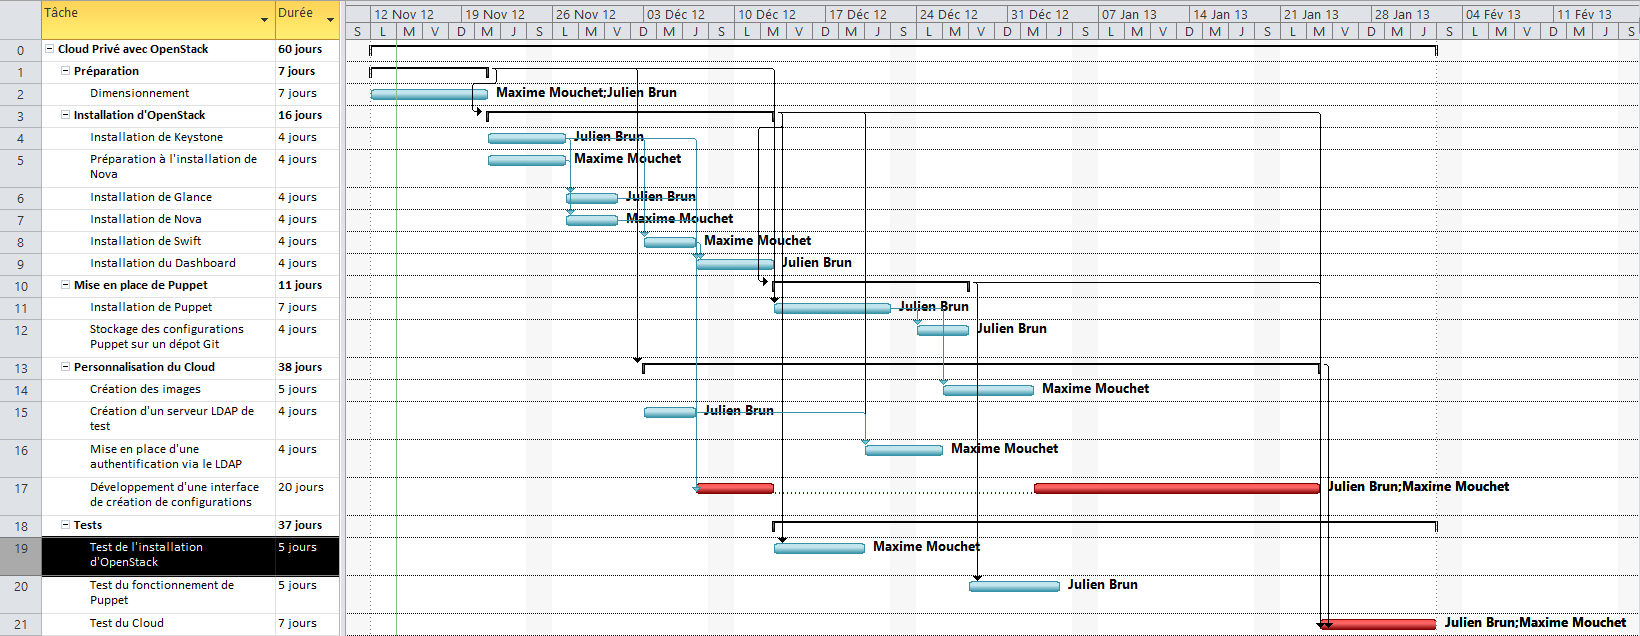 Tâche Durée 12 Nov 12 19 Nov 12 26 Nov 12 03 Déc 12 10 Déc 12 17 Déc 12 24 Déc 12 31 Déc 12 07 Jan 13 14 Jan 13 21 Jan 13 28 Jan 13 04 Fév 13 11 Fév 13
S L M V D M J S L M V D M J S L M V D M J S L M V D M J S L M V D M J S L M V D M J S L M V D M J S
0 Cloud Privé avec OpenStack 60 jours
1 Préparation 7 jours
2 Dimensionnement 7 jours Maxime Mouchet;Julien Brun
3 Installation d'OpenStack 16 jours
4 Installation de Keystone 4 jours Julien Brun
5 Préparation à l'installation de 4 jours Maxime Mouchet
Nova
6 Installation de Glance 4 jours Julien Brun
7 Installation de Nova 4 jours Maxime Mouchet
8 Installation de Swift 4 jours Maxime Mouchet
9 Installation du Dashboard 4 jours Julien Brun
10 Mise en place de Puppet 11 jours
11 Installation de Puppet 7 jours Julien Brun
12 Stockage des configurations 4 jours Julien Brun
Puppet sur un dépot Git
13 Personnalisation du Cloud 38 jours
14 Création des images 5 jours Maxime Mouchet
15 Création d'un serveur LDAP de 4 jours Julien Brun
test
16 Mise en place d'une 4 jours Maxime Mouchet
authentification via le LDAP
17 Développement d'une interface 20 jours Julien Brun;Maxime Mouchet
de création de configurations
18 Tests 37 jours
19 Test de l'installation 5 jours Maxime Mouchet
d'OpenStack
20 Test du fonctionnement de 5 jours Julien Brun
Puppet
21 Test du Cloud 7 jours Julien Brun;Maxime Mouchet